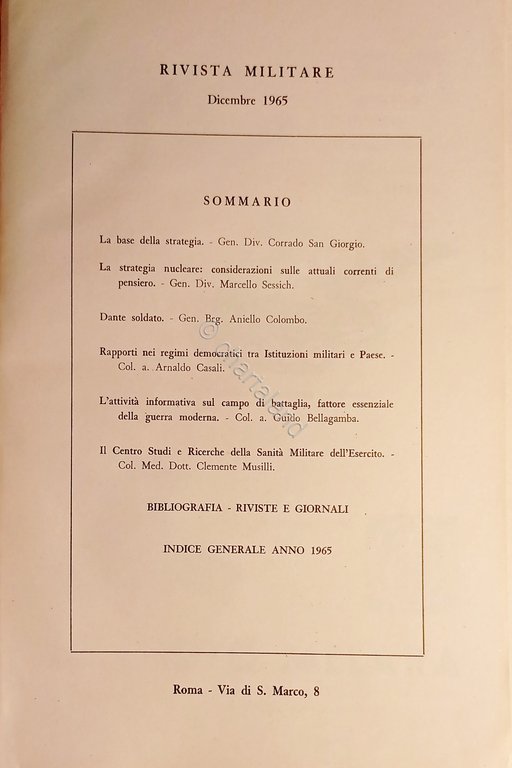 RIVISTA MILITARE
Dicembre 1965
SOMMARIO
La base della strategia. - Gen. Div. Corrado San Giorgio.
La strategia nucleare: considerazioni sulle attuali correnti di
pensiero. - Gen. Div. Marcello Sessich.
Dante soldato. - Gen. Brg. Aniello Colombo.
Rapporti nei regimi democratici tra Istituzioni militari e Paese. -
Col. a. Arnaldo Casali.
L'attività informativa sul campo di battaglia, fattore essenziale
della guerra moderna. - Col. a. Guido Bellagamba.
Il Centro Studi e Ricerche della Sanità Militare dell'Esercito. -
Col. Med. Dott. Clemente Musilli.
BIBLIOGRAFIA - RIVISTE E GIORNALI
INDICE GENERALE ANNO 1965
Roma - Via di S. Marco, 8